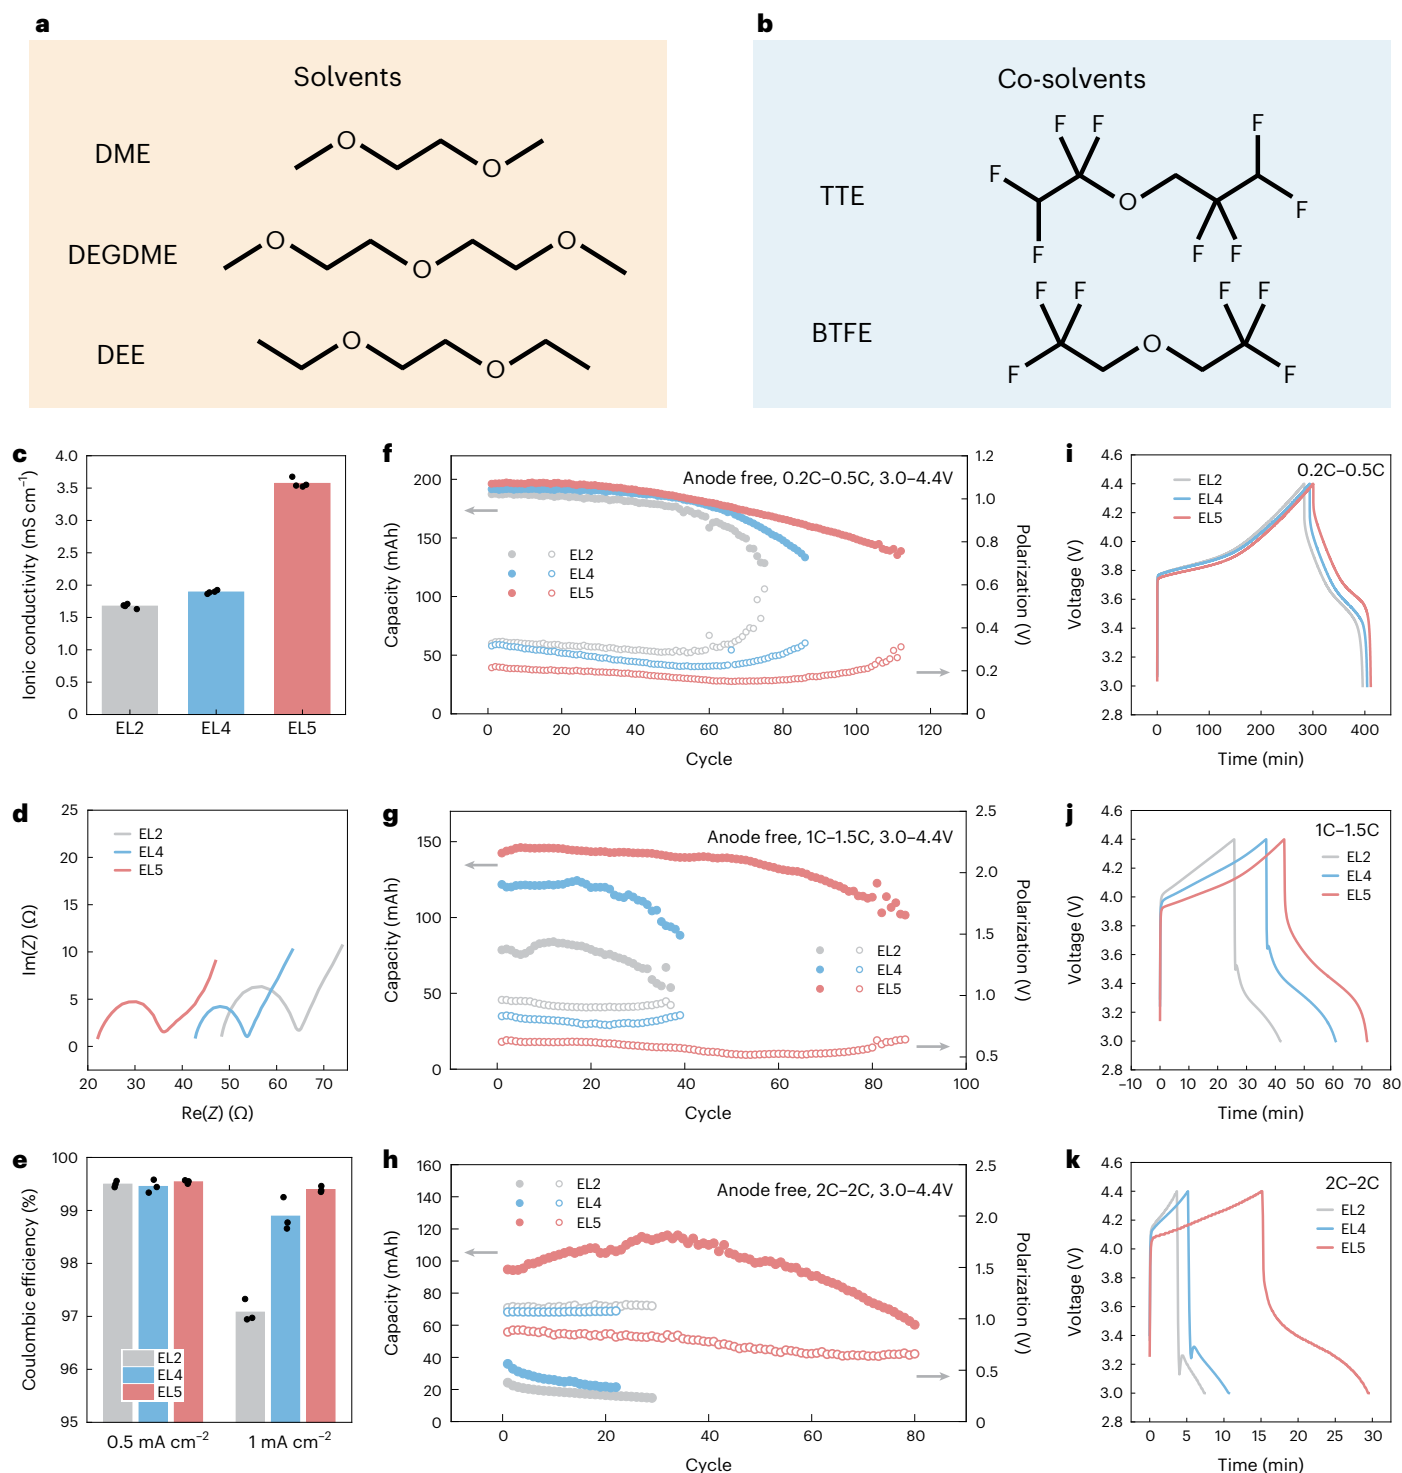 a
Solvents
DME
O
O
DEGDME
O
O
O
DEE
O
O
b
Co-solvents
TTE
F F F
F
O
F
F F F
BTFE
F F F F
O
F F
c
Ionic conductivity (mS cm⁻¹)
4.0
3.5
3.0
2.5
2.0
1.5
1.0
0.5
0
EL2 EL4 EL5
f
Anode free, 0.2C–0.5C, 3.0–4.4V
Capacity (mAh)
200
150
100
50
0
EL2
EL4
EL5
1.2
1.0
0.8
0.6
0.4
0.2
0
Polarization (V)
0 20 40 60 80 100 120
Cycle
i
0.2C–0.5C
EL2
EL4
EL5
Voltage (V)
4.6
4.4
4.2
4.0
3.8
3.6
3.4
3.2
3.0
2.8
0 100 200 300 400
Time (min)
d
EL2
EL4
EL5
Im(Z) (Ω)
25
20
15
10
5
0
20 30 40 50 60 70
Re(Z) (Ω)
g
Anode free, 1C–1.5C, 3.0–4.4V
Capacity (mAh)
150
100
50
0
EL2
EL4
EL5
2.5
2.0
1.5
1.0
0.5
Polarization (V)
0 20 40 60 80 100
Cycle
j
1C–1.5C
EL2
EL4
EL5
Voltage (V)
4.6
4.4
4.2
4.0
3.8
3.6
3.4
3.2
3.0
2.8
–10 0 10 20 30 40 50 60 70 80
Time (min)
e
Coulombic efficiency (%)
100
99
98
97
96
95
EL2
EL4
EL5
0.5 mA cm⁻² 1 mA cm⁻²
h
Anode free, 2C–2C, 3.0–4.4V
EL2
EL4
EL5
Capacity (mAh)
160
140
120
100
80
60
40
20
0
2.5
2.0
1.5
1.0
0.5
0
Polarization (V)
0 20 40 60 80
Cycle
k
2C–2C
EL2
EL4
EL5
Voltage (V)
4.6
4.4
4.2
4.0
3.8
3.6
3.4
3.2
3.0
2.8
0 5 10 15 20 25 30
Time (min)